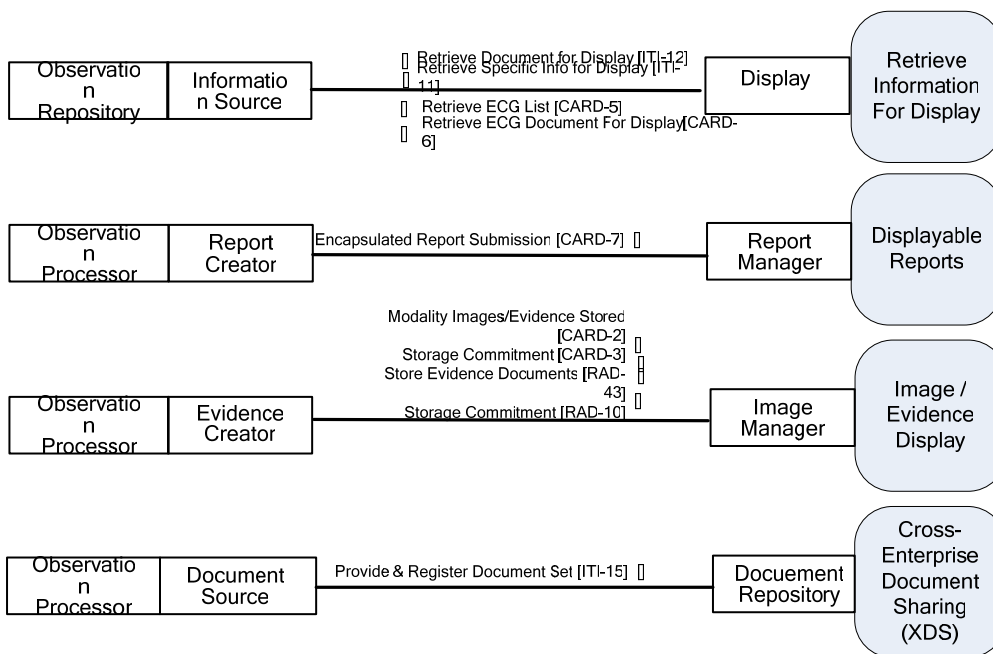 Observatio
n
Repository
Informatio
n Source
Retrieve Document for Display [ITI-12]
Retrieve Specific Info for Display [ITI-
11]
Retrieve ECG List [CARD-5]
Retrieve ECG Document For Display[CARD-
6]
Display
Retrieve
Information
For Display
Observatio
n
Processor
Report
Creator
Encapsulated Report Submission [CARD-7]
Report
Manager
Displayable
Reports
Observatio
n
Processor
Evidence
Creator
Modality Images/Evidence Stored
[CARD-2]
Storage Commitment [CARD-3]
Store Evidence Documents [RAD-
43]
Storage Commitment [RAD-10]
Image
Manager
Image /
Evidence
Display
Observatio
n
Processor
Document
Source
Provide & Register Document Set [ITI-15]
Docuement
Repository
Cross-
Enterprise
Document
Sharing
(XDS)